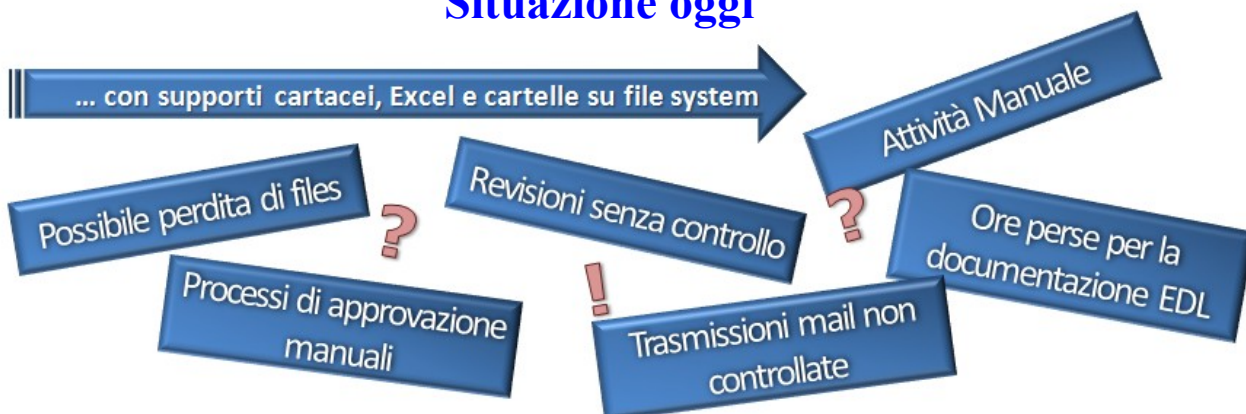 Situazione oggi
... con supporti cartacei, Excel e cartelle su file system
Attività Manuale
Possibile perdita di files
?
Revisioni senza controllo
?
Ore perse per la
documentazione EDL
Processi di approvazione
manuali
!
Trasmissioni mail non
controllate